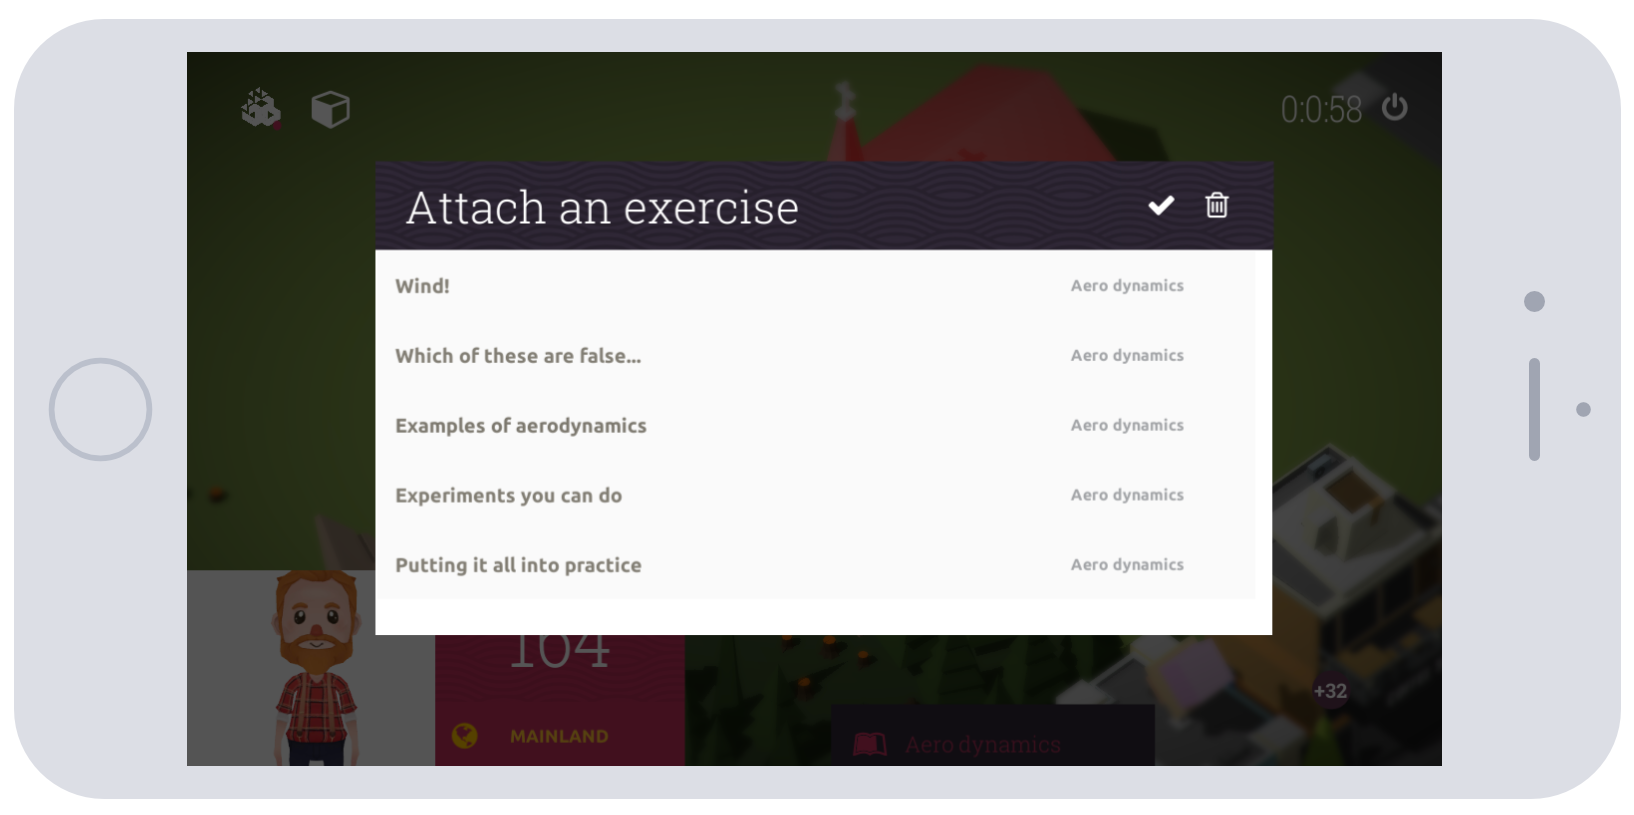 0:0:58
Attach an exercise
Wind! Aero dynamics
Which of these are false... Aero dynamics
Examples of aerodynamics Aero dynamics
Experiments you can do Aero dynamics
Putting it all into practice Aero dynamics
164
MAINLAND
+32
Aero dynamics